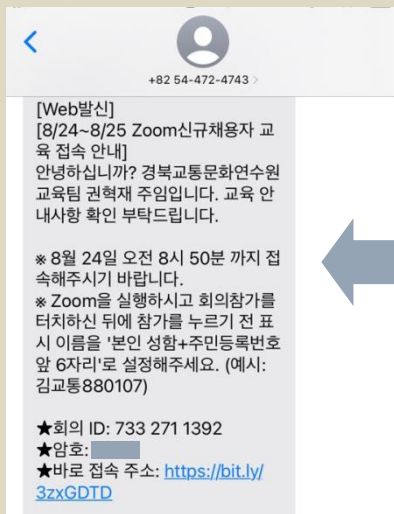 +82 54-472-4743 >
[Web발신]
[8/24~8/25 Zoom신규채용자 교
육 접속 안내]
안녕하십니까? 경북교통문화연수원
교육팀 권혁재 주임입니다. 교육 안
내사항 확인 부탁드립니다.
※ 8월 24일 오전 8시 50분 까지 접
속해주시기 바랍니다.
※ Zoom을 실행하시고 회의참가를
터치하신 뒤에 참가를 누르기 전 표
시 이름을 '본인 성함+주민등록번호
앞 6자리'로 설정해주세요. (예시:
김교통880107)
★회의 ID: 733 271 1392
★암호:
★바로 접속 주소: https://bit.ly/
3zxGDTD